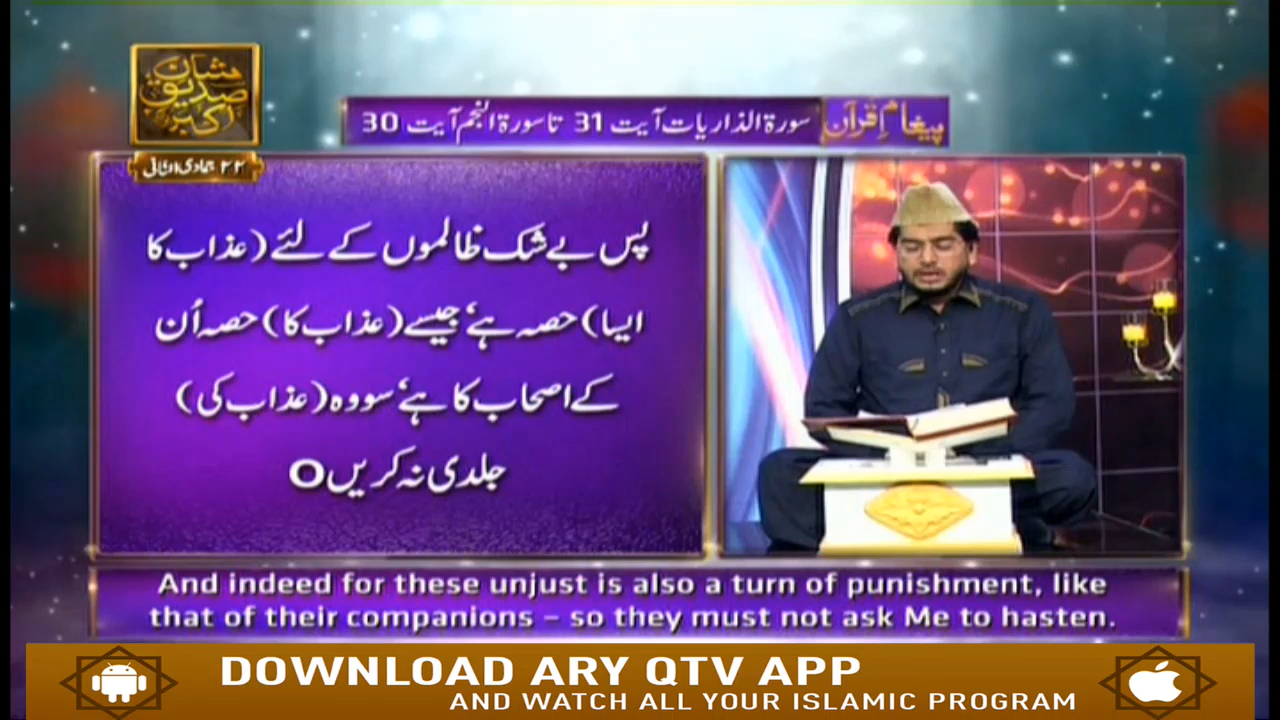 شان
صدیق
اکبر
۲۲ جمادی الثانی
پیغامِ قرآن سورۃ الذاریات آیت 31 تا سورۃ النجم آیت 30
پس بے شک ظالموں کے لئے (عذاب کا
ایسا) حصہ ہے‘ جیسے (عذاب کا) حصہ اُن
کے اصحاب کا ہے‘ سو وہ (عذاب کی)
جلدی نہ کریں O
And indeed for these unjust is also a turn of punishment, like
that of their companions – so they must not ask Me to hasten.
DOWNLOAD ARY QTV APP
AND WATCH ALL YOUR ISLAMIC PROGRAM